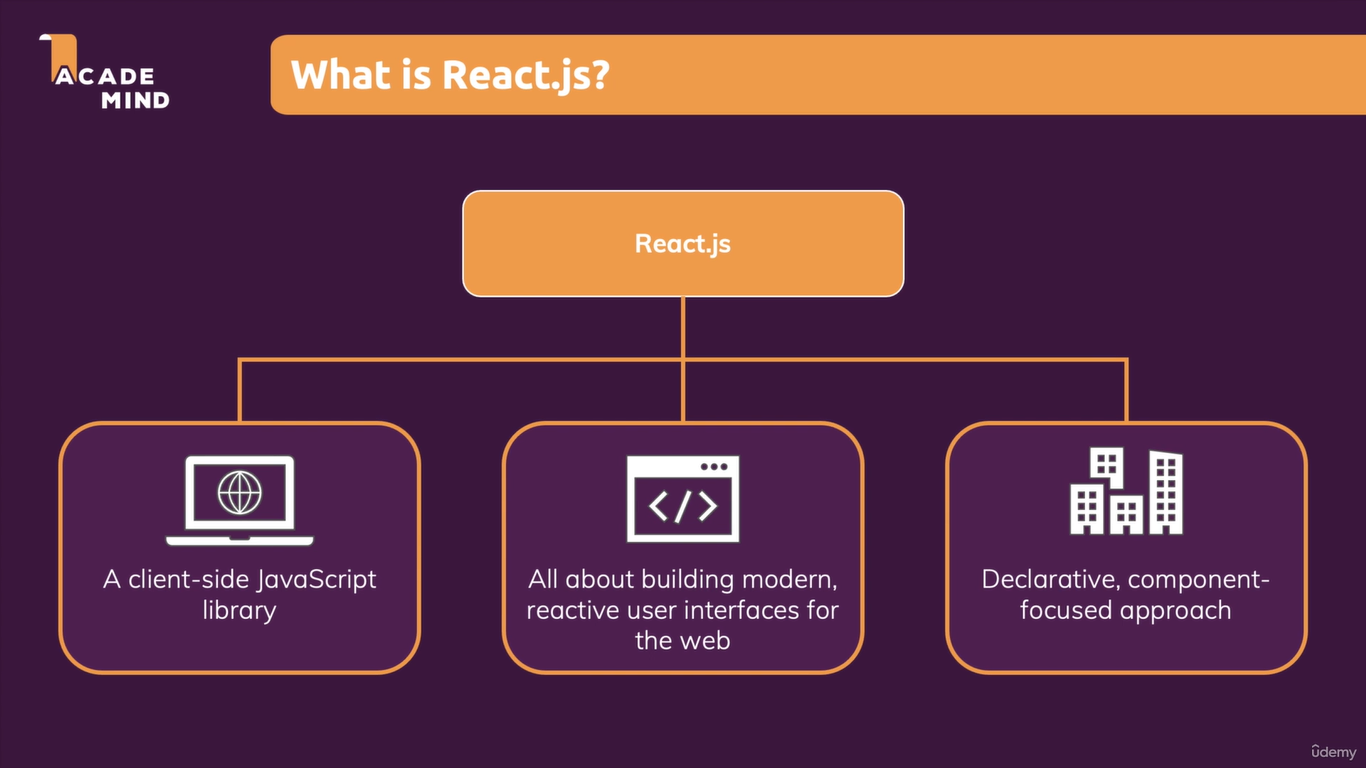 ACADE
MIND
What is React.js?
React.js
</>
A client-side JavaScript
library
All about building modern,
reactive user interfaces for
the web
Declarative, component-
focused approach
ûdemy